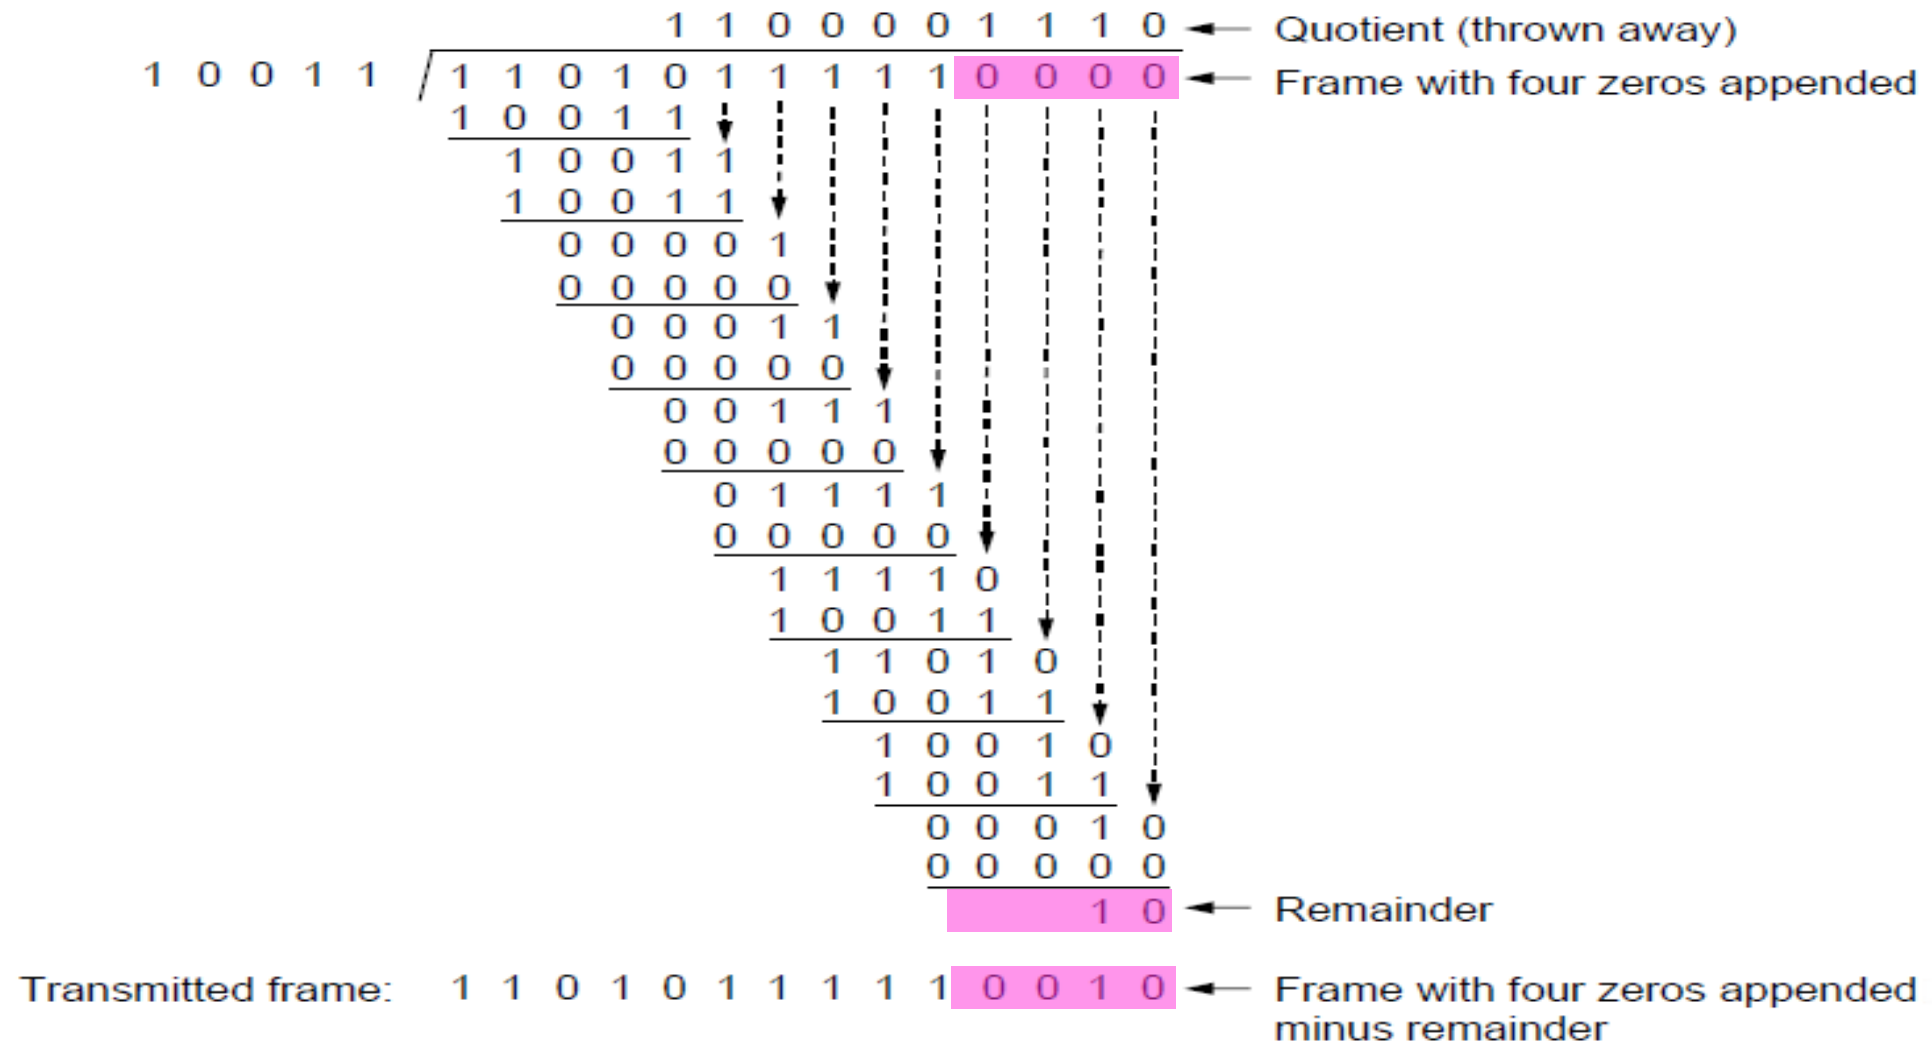 1 1 0 0 0 0 1 1 1 0 Quotient (thrown away)
1 0 0 1 1 1 1 0 1 0 1 1 1 1 1 0 0 0 0 Frame with four zeros appended
1 0 0 1 1
1 0 0 1 1
1 0 0 1 1
0 0 0 0 1
0 0 0 0 0
0 0 0 1 1
0 0 0 0 0
0 0 1 1 1
0 0 0 0 0
0 1 1 1 1
0 0 0 0 0
1 1 1 1 0
1 0 0 1 1
1 1 0 1 0
1 0 0 1 1
1 0 0 1 0
1 0 0 1 1
0 0 0 1 0
0 0 0 0 0
1 0 Remainder
Transmitted frame: 1 1 0 1 0 1 1 1 1 1 0 0 1 0 Frame with four zeros appended
minus remainder